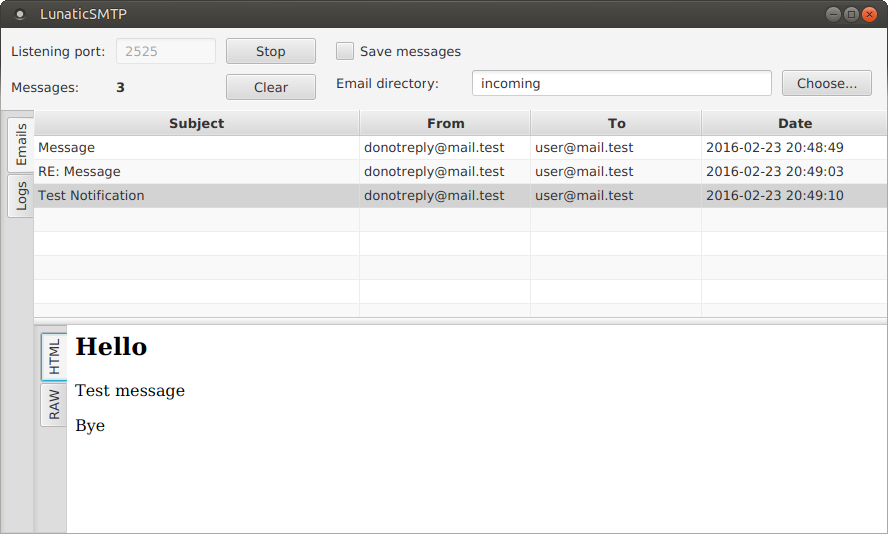 LunaticSMTP
Listening port: 2525 Stop Save messages
Messages: 3 Clear Email directory: incoming Choose...
Emails
Logs
Subject From To Date
Message donotreply@mail.test user@mail.test 2016-02-23 20:48:49
RE: Message donotreply@mail.test user@mail.test 2016-02-23 20:49:03
Test Notification donotreply@mail.test user@mail.test 2016-02-23 20:49:10
HTML
RAW
Hello
Test message
Bye